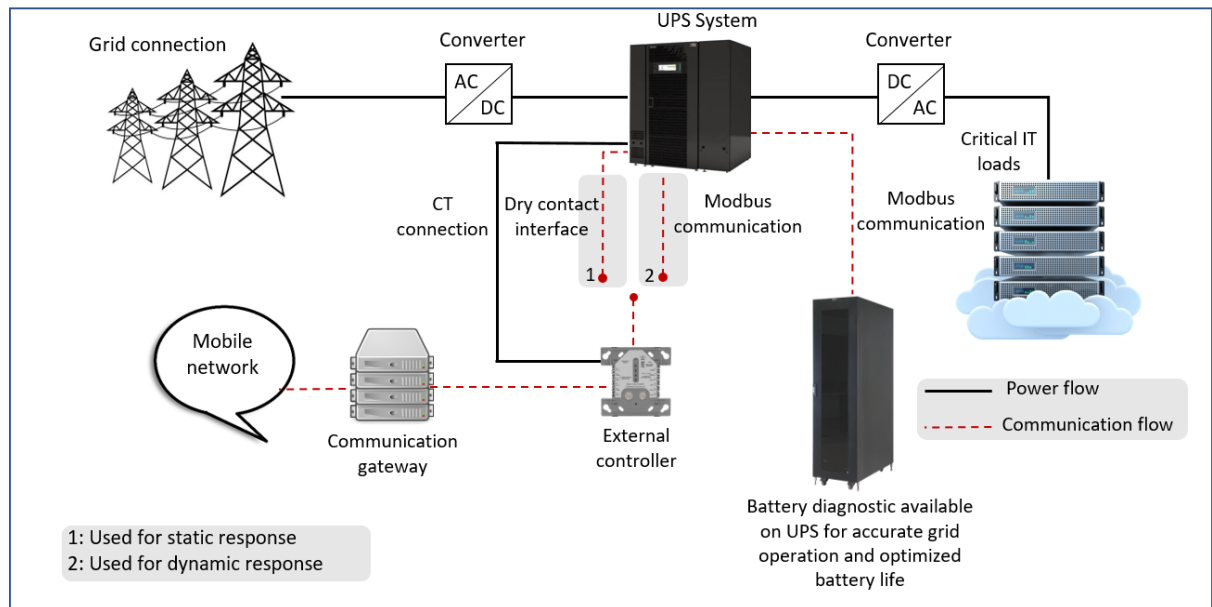 UPS System
Grid connection
Converter
AC
DC
Converter
DC
AC
Critical IT
loads
CT
connection
Dry contact
interface
Modbus
communication
Modbus
communication
1
2
Mobile
network
Communication
gateway
External
controller
Power flow
Communication flow
Battery diagnostic available
on UPS for accurate grid
operation and optimized
battery life
1: Used for static response
2: Used for dynamic response